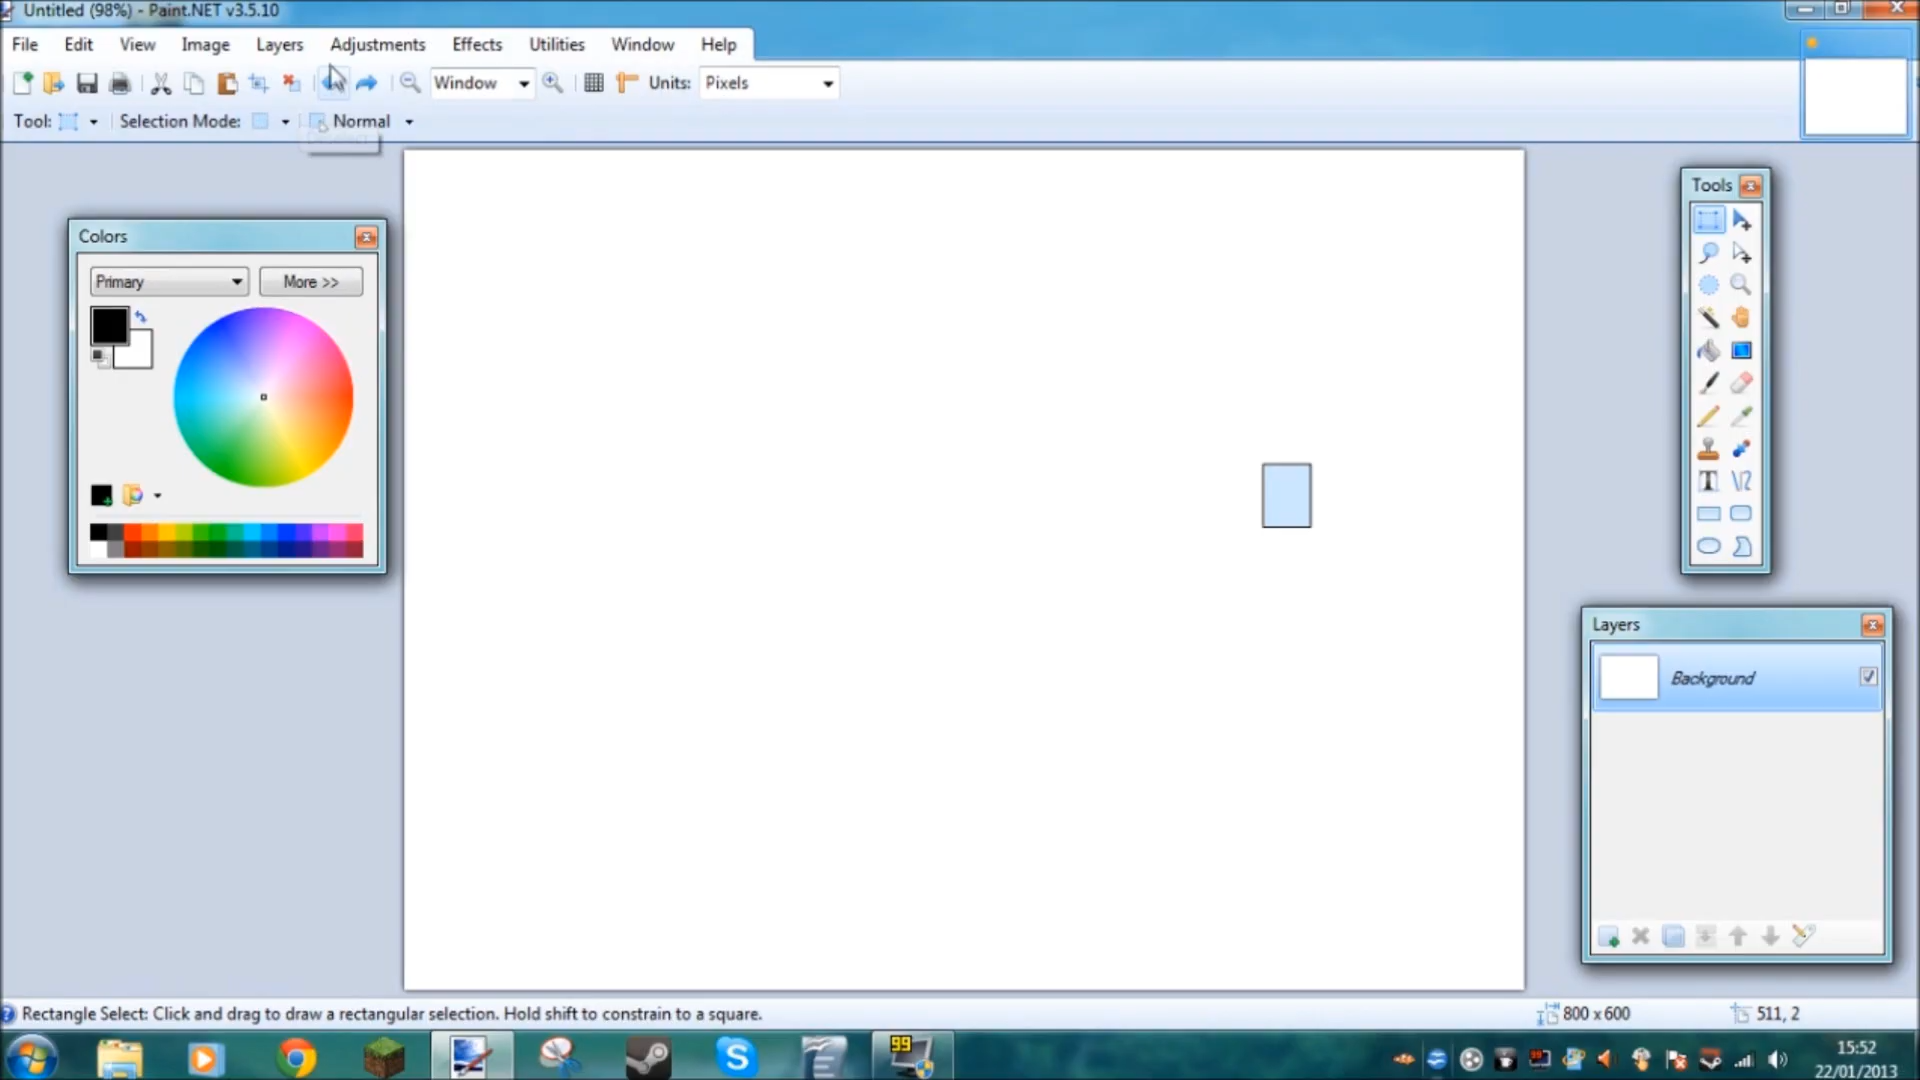 Untitled (98%) - Paint.NET v3.5.10
File Edit View Image Layers Adjustments Effects Utilities Window Help
Window Units: Pixels
Tool: Selection Mode: Normal
Colors
Primary More >>
Tools
Layers
Background
Rectangle Select: Click and drag to draw a rectangular selection. Hold shift to constrain to a square.
800 x 600
511, 2
99
15:52
22/01/2013